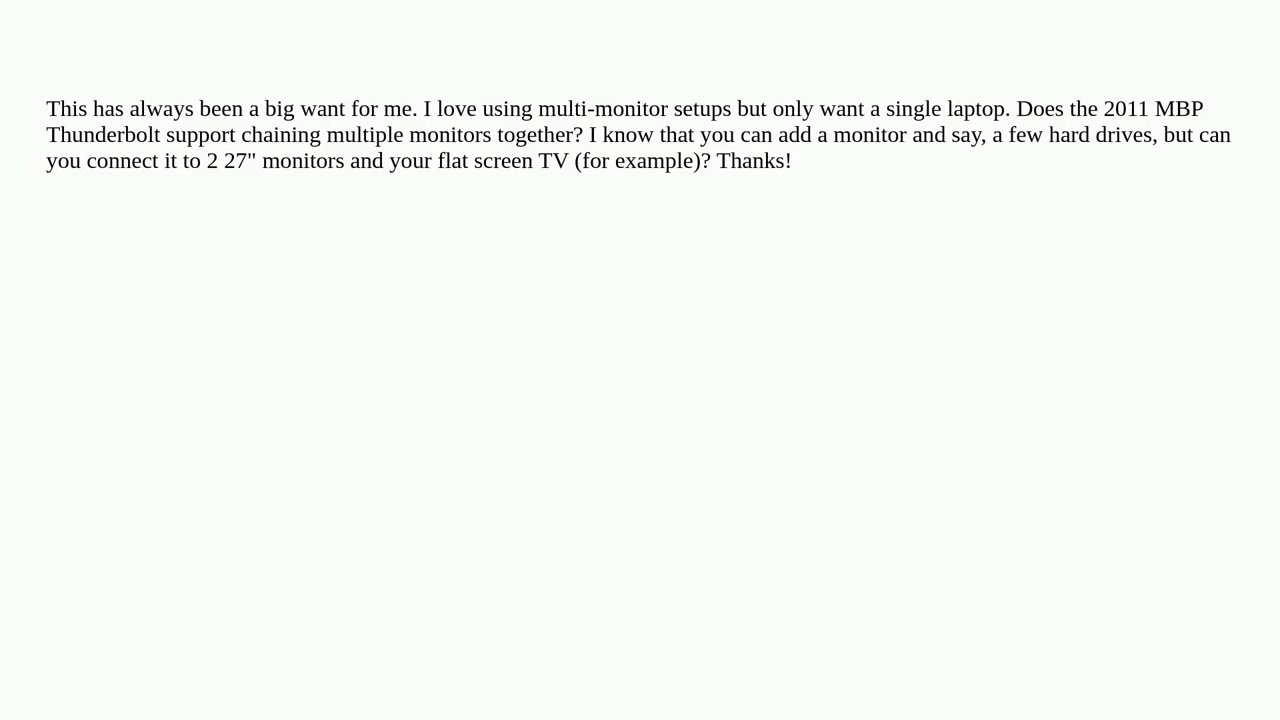 This has always been a big want for me. I love using multi-monitor setups but only want a single laptop. Does the 2011 MBP
Thunderbolt support chaining multiple monitors together? I know that you can add a monitor and say, a few hard drives, but can
you connect it to 2 27" monitors and your flat screen TV (for example)? Thanks!